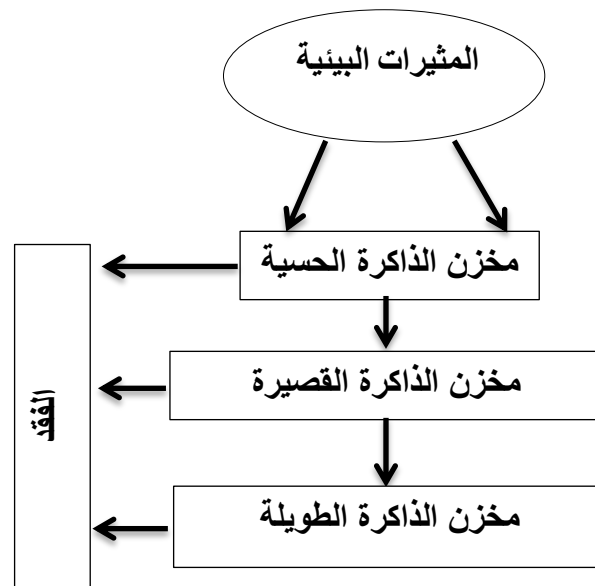 المثيرات البيئية
مخزن الذاكرة الحسية
مخزن الذاكرة القصيرة
مخزن الذاكرة الطويلة
الفقد